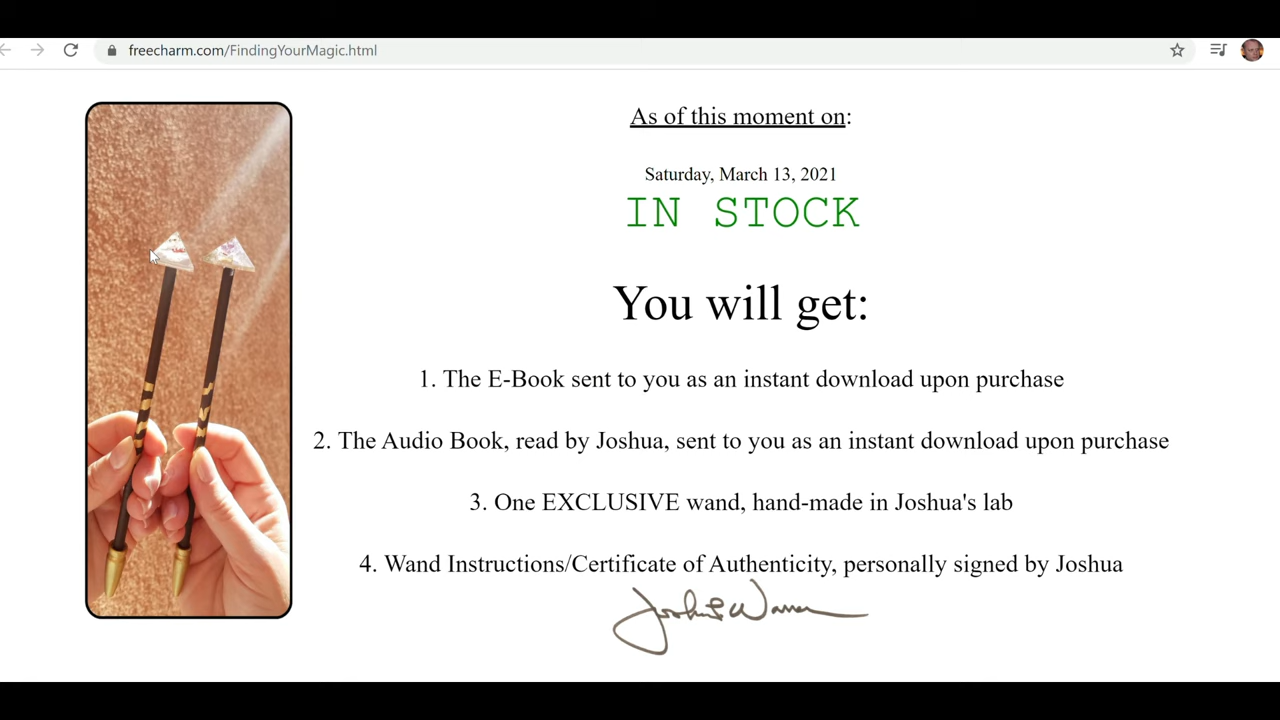 freecharm.com/FindingYourMagic.html
As of this moment on:
Saturday, March 13, 2021
IN STOCK
You will get:
1. The E-Book sent to you as an instant download upon purchase
2. The Audio Book, read by Joshua, sent to you as an instant download upon purchase
3. One EXCLUSIVE wand, hand-made in Joshua's lab
4. Wand Instructions/Certificate of Authenticity, personally signed by Joshua
Joshua P Warren